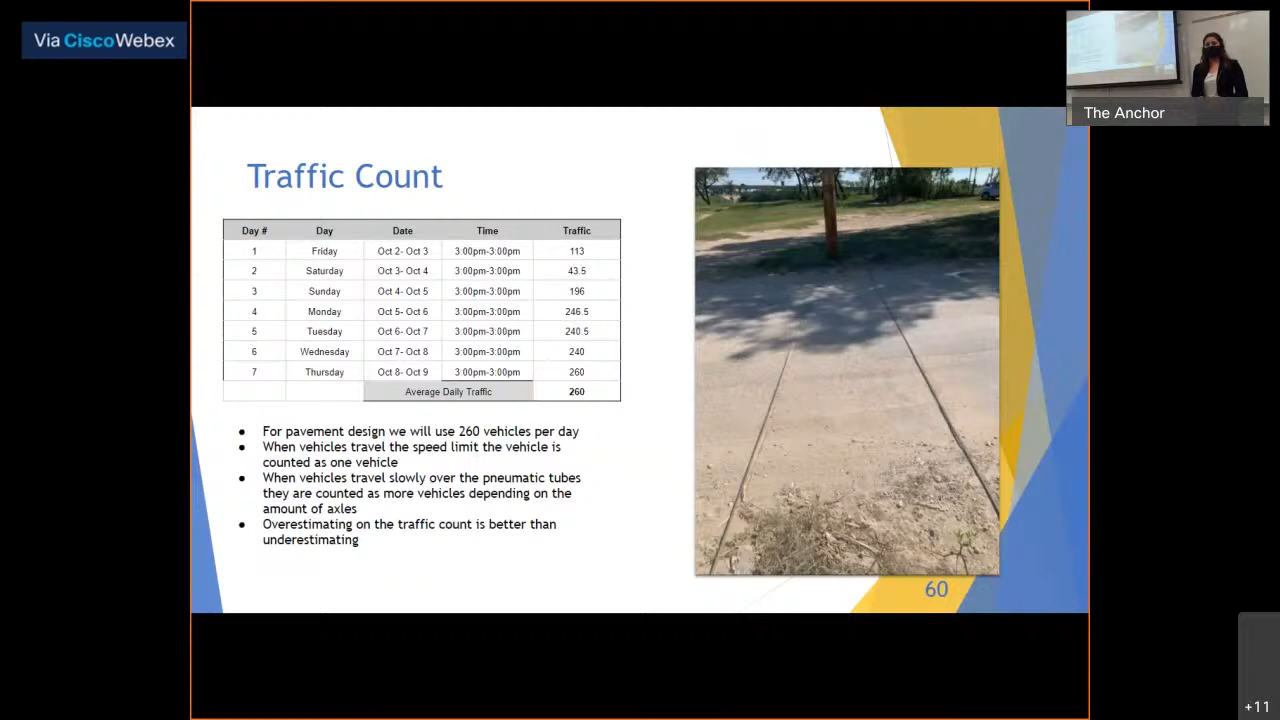 Via CiscoWebex
The Anchor
Traffic Count
Day # Day Date Time Traffic
1 Friday Oct 2- Oct 3 3:00pm-3:00pm 113
2 Saturday Oct 3- Oct 4 3:00pm-3:00pm 43.5
3 Sunday Oct 4- Oct 5 3:00pm-3:00pm 196
4 Monday Oct 5- Oct 6 3:00pm-3:00pm 246.5
5 Tuesday Oct 6- Oct 7 3:00pm-3:00pm 240.5
6 Wednesday Oct 7- Oct 8 3:00pm-3:00pm 240
7 Thursday Oct 8- Oct 9 3:00pm-3:00pm 260
Average Daily Traffic 260
● For pavement design we will use 260 vehicles per day
● When vehicles travel the speed limit the vehicle is
counted as one vehicle
● When vehicles travel slowly over the pneumatic tubes
they are counted as more vehicles depending on the
amount of axles
● Overestimating on the traffic count is better than
underestimating
60
+11